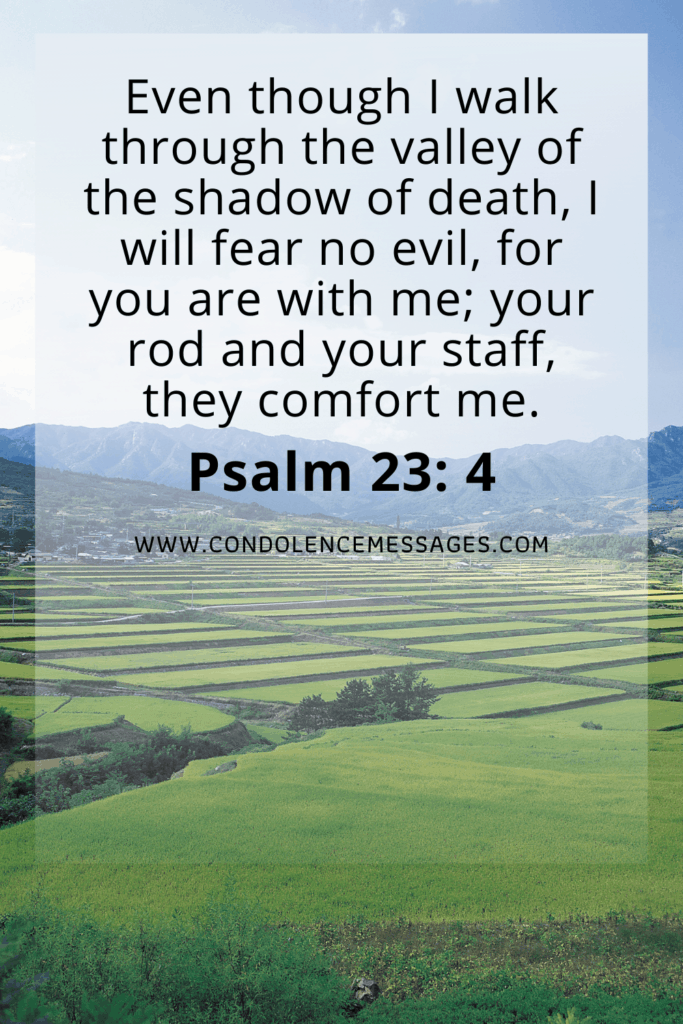 Even though I walk
through the valley of
the shadow of death, I
will fear no evil, for
you are with me; your
rod and your staff,
they comfort me.
Psalm 23: 4
WWW.CONDOLENCEMESSAGES.COM